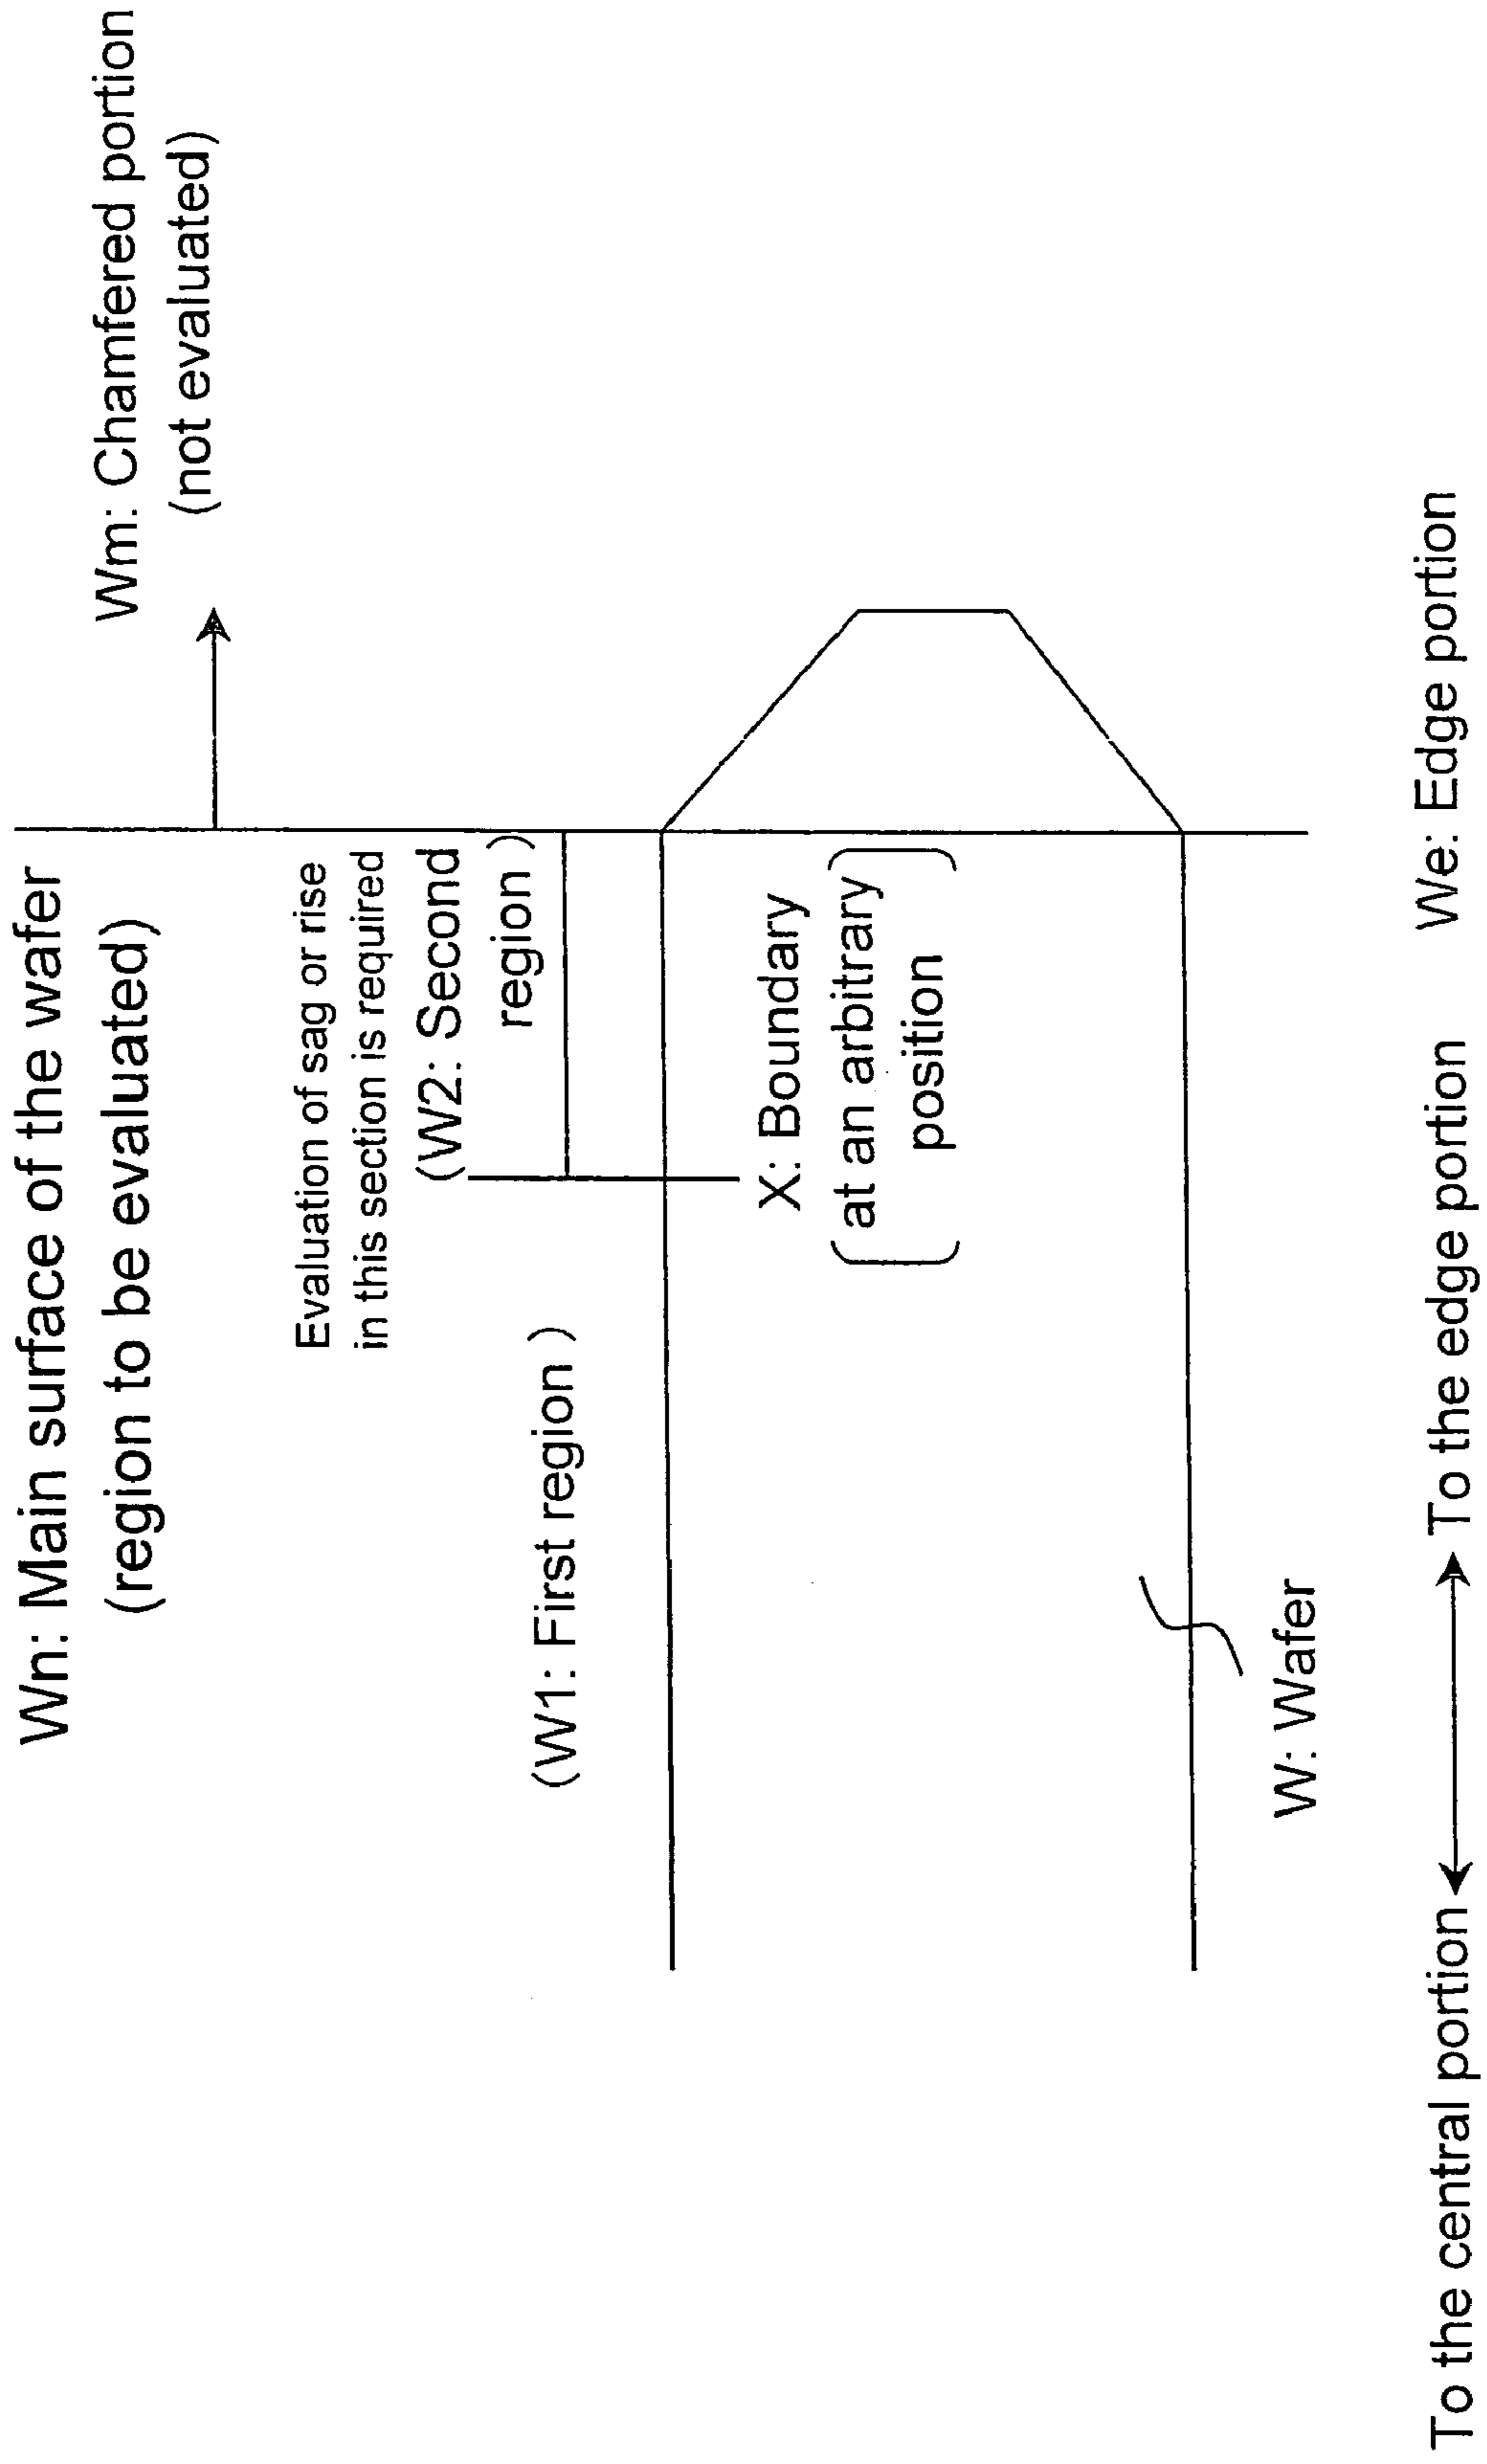 Wn: Main surface of the wafer
(region to be evaluated)
Wm: Chamfered portion
(not evaluated)
Evaluation of sag or rise
in this section is required
(W2: Second
region )
(W1: First region )
X: Boundary
at an arbitrary
position
W: Wafer
To the central portion
To the edge portion
We: Edge portion